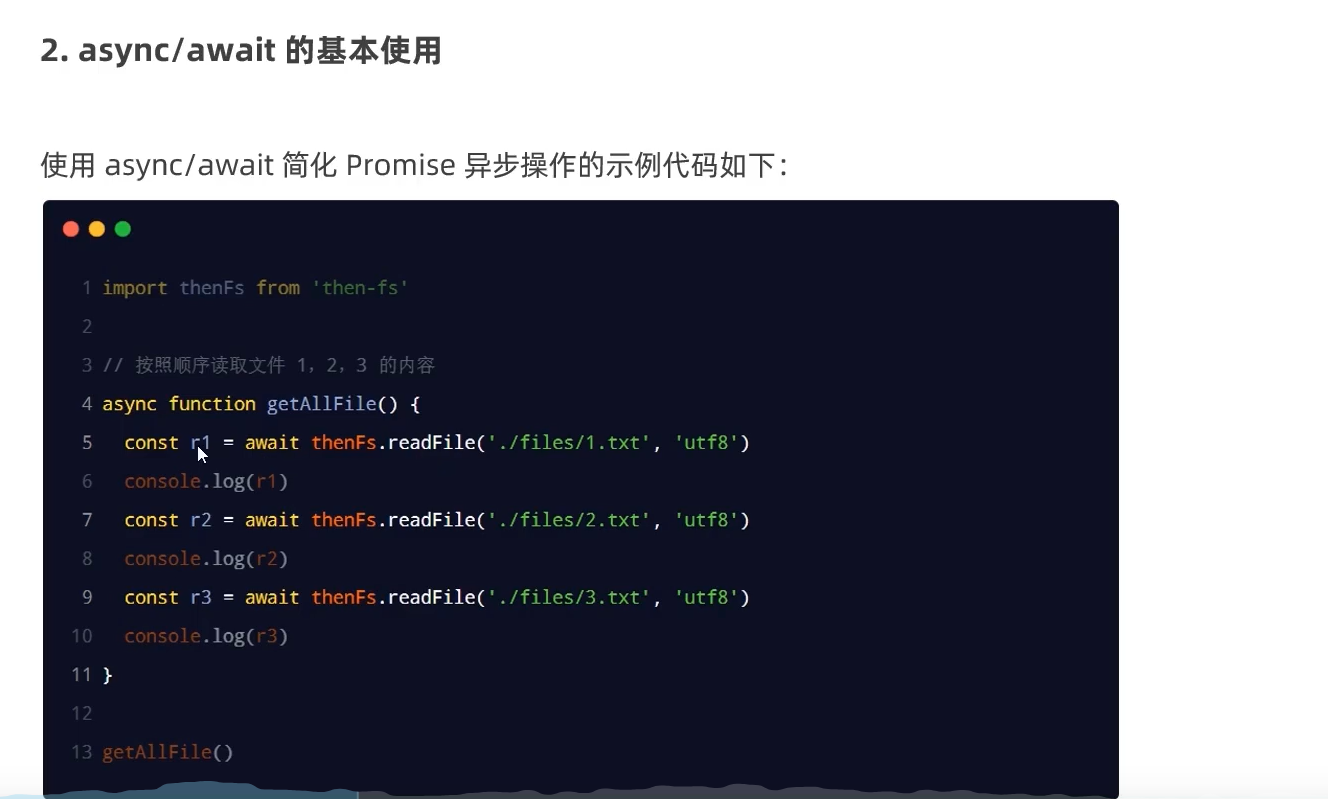 2. async/await 的基本使用
使用 async/await 简化 Promise 异步操作的示例代码如下：
1 import thenFs from 'then-fs'
2
3 // 按照顺序读取文件 1，2，3 的内容
4 async function getAllFile() {
5   const r1 = await thenFs.readFile('./files/1.txt', 'utf8')
6   console.log(r1)
7   const r2 = await thenFs.readFile('./files/2.txt', 'utf8')
8   console.log(r2)
9   const r3 = await thenFs.readFile('./files/3.txt', 'utf8')
10   console.log(r3)
11 }
12
13 getAllFile()